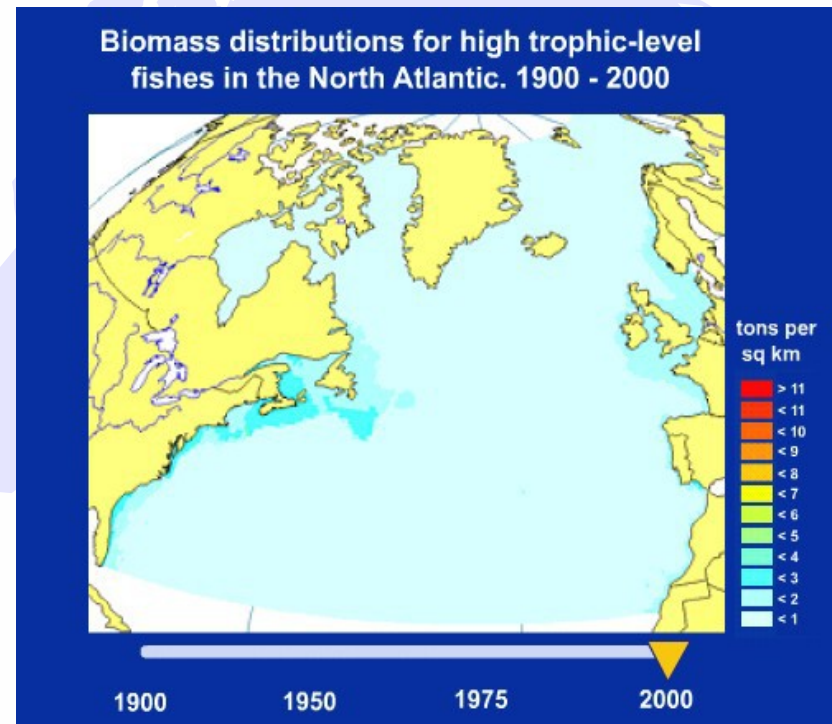 Biomass distributions for high trophic-level
fishes in the North Atlantic. 1900 - 2000
tons per
sq km
> 11
< 11
< 10
< 9
< 8
< 7
< 6
< 5
< 4
< 3
< 2
< 1
1900 1950 1975 2000